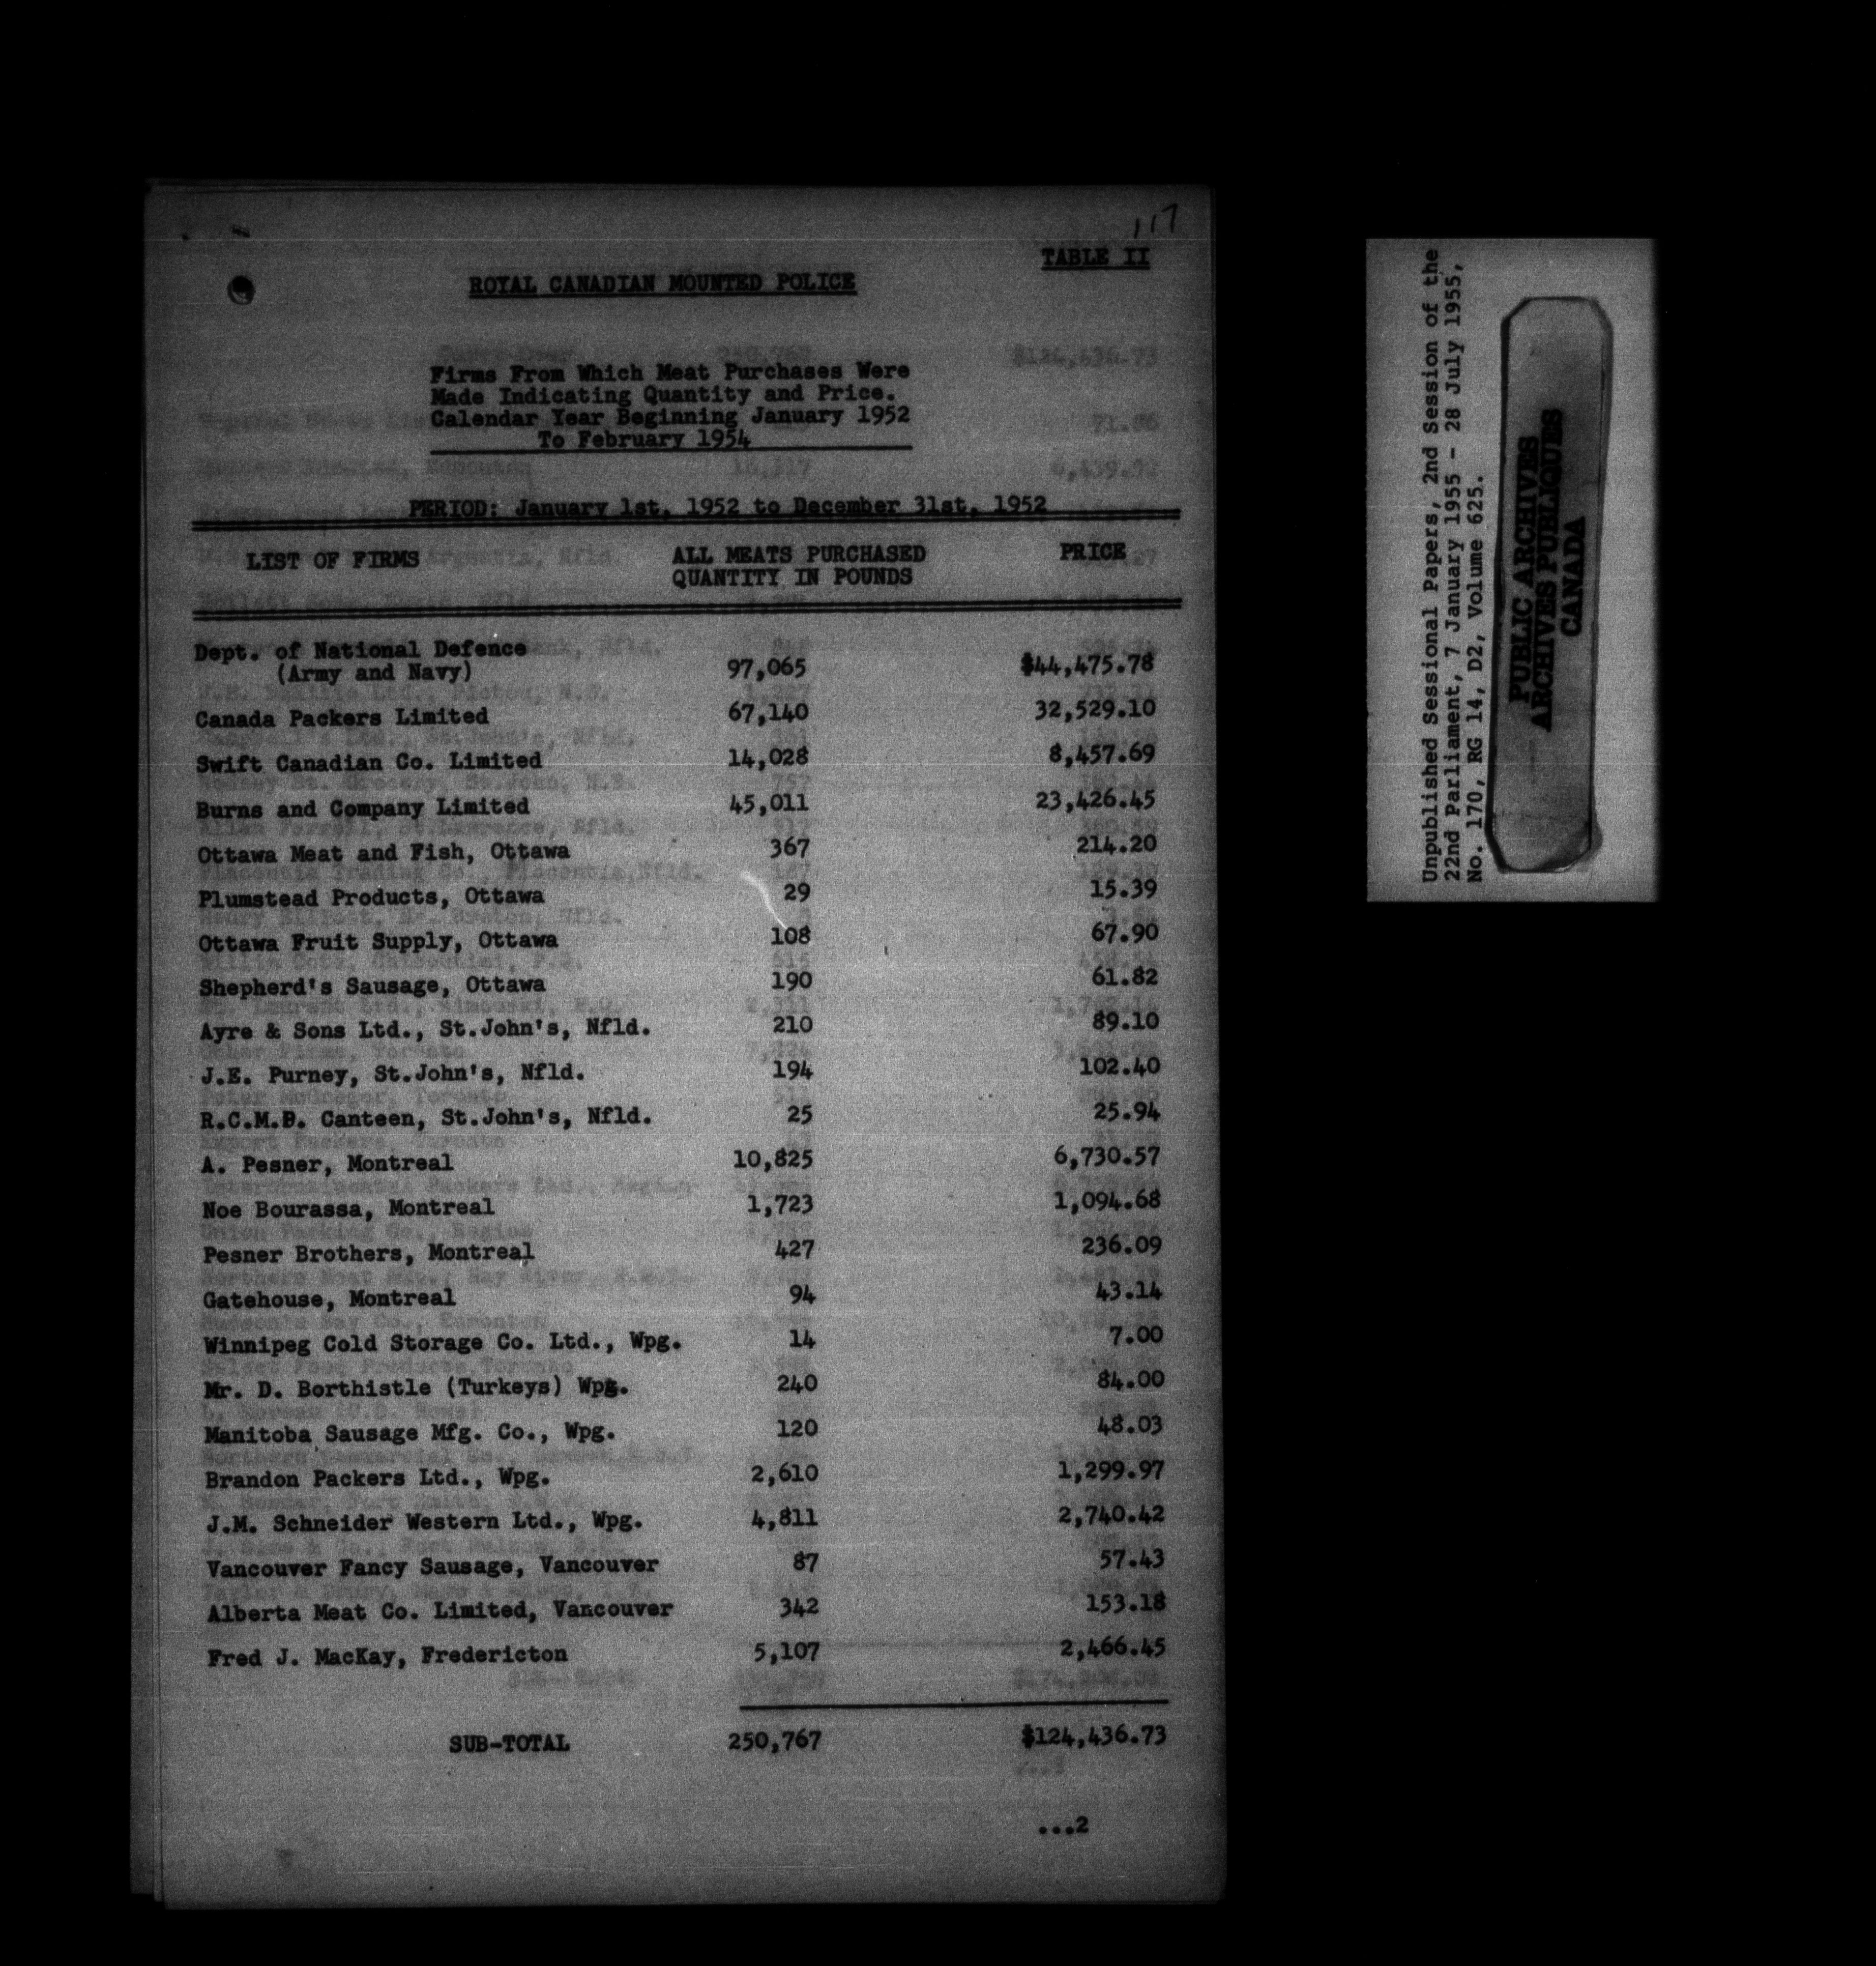 117
TABLE II
ROYAL CANADIAN MOUNTED POLICE
Firms From Which Meat Purchases Were
Made Indicating Quantity and Price.
Calendar Year Beginning January 1952
To February 1954
PERIOD: January 1st, 1952 to December 31st, 1952
LIST OF FIRMS ALL MEATS PURCHASED PRICE
QUANTITY IN POUNDS
Dept. of National Defence
(Army and Navy) 97,065 $44,475.78
Canada Packers Limited 67,140 32,529.10
Swift Canadian Co. Limited 14,028 8,457.69
Burns and Company Limited 45,011 23,426.45
Ottawa Meat and Fish, Ottawa 367 214.20
Plumstead Products, Ottawa 29 15.39
Ottawa Fruit Supply, Ottawa 108 67.90
Shepherd's Sausage, Ottawa 190 61.82
Ayre & Sons Ltd., St.John's, Nfld. 210 89.10
J.E. Purney, St.John's, Nfld. 194 102.40
R.C.M.P. Canteen, St.John's, Nfld. 25 25.94
A. Pesner, Montreal 10,825 6,730.57
Noe Bourassa, Montreal 1,723 1,094.68
Pesner Brothers, Montreal 427 236.09
Gatehouse, Montreal 94 43.14
Winnipeg Cold Storage Co. Ltd., Wpg. 14 7.00
Mr. D. Borthistle (Turkeys) Wpg. 240 84.00
Manitoba Sausage Mfg. Co., Wpg. 120 48.03
Brandon Packers Ltd., Wpg. 2,610 1,299.97
J.M. Schneider Western Ltd., Wpg. 4,811 2,740.42
Vancouver Fancy Sausage, Vancouver 87 57.43
Alberta Meat Co. Limited, Vancouver 342 153.18
Fred J. MacKay, Fredericton 5,107 2,466.45
SUB-TOTAL 250,767 $124,436.73
...2
Unpublished Sessional Papers, 2nd Session of the
22nd Parliament, 7 January 1955 - 28 July 1955,
No. 170, RG 14, D2, Volume 625.
PUBLIC ARCHIVES
ARCHIVES PUBLIQUES
CANADA